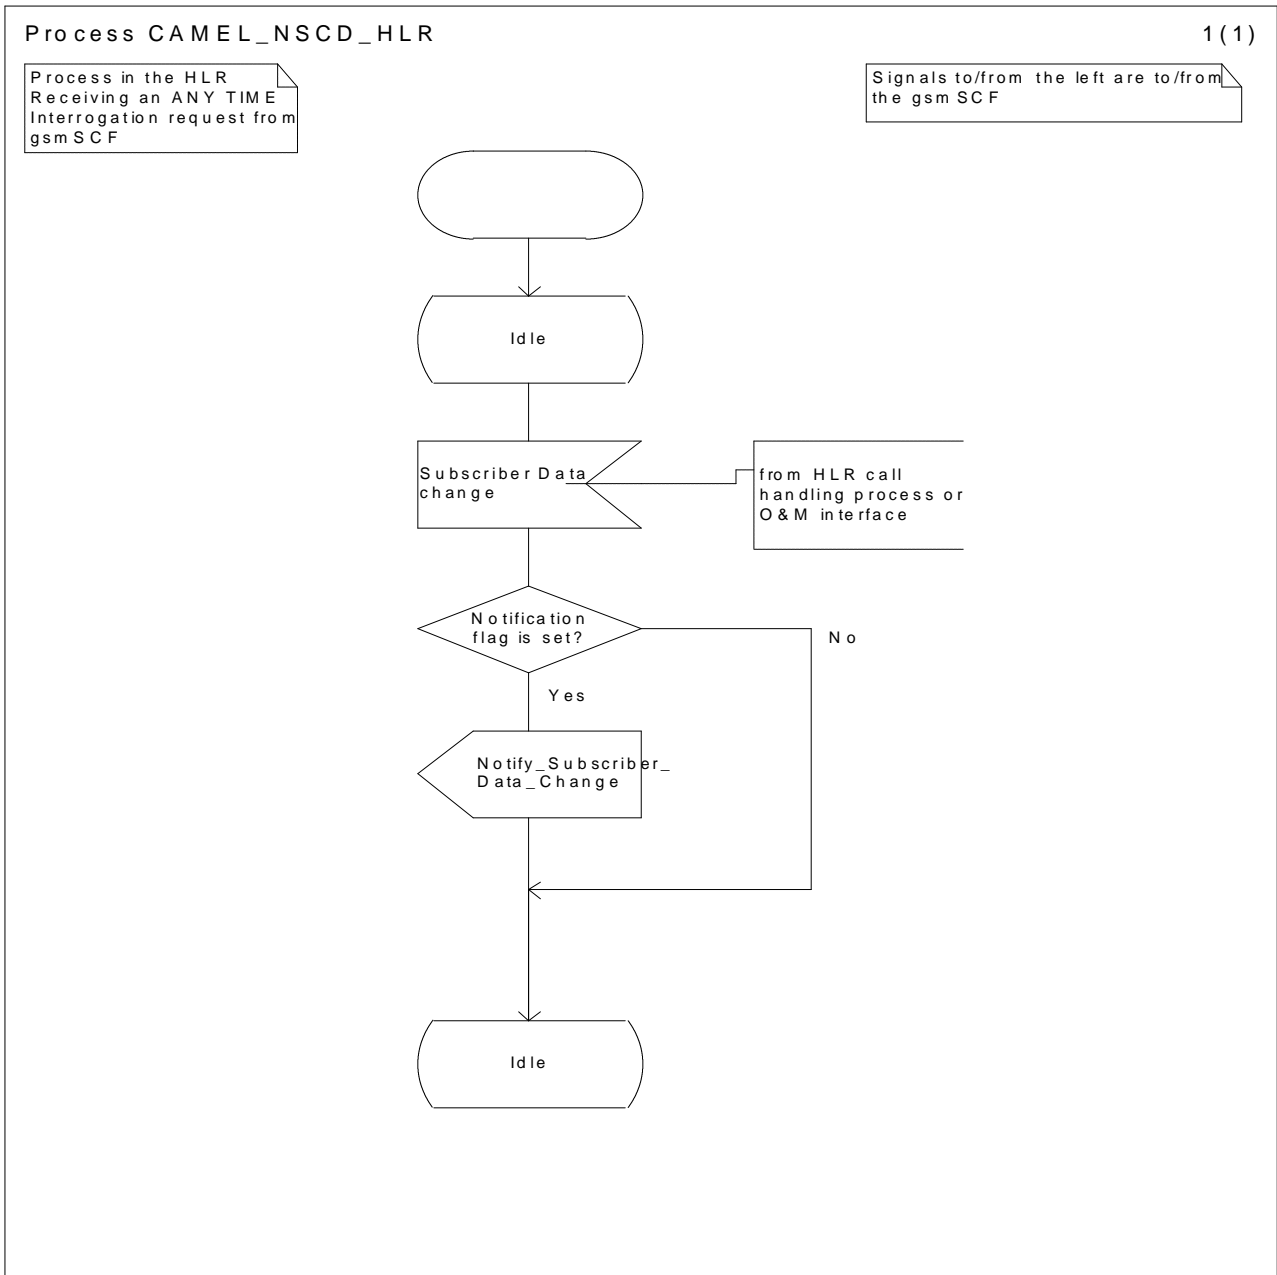 Process CAMEL_NSCD_HLR
1(1)
Process in the HLR
Receiving an ANY TIME
Interrogation request from
gsmSCF
Signals to/from the left are to/from
the gsm SCF
Idle
Subscriber Data
change
from HLR call
handling process or
O&M interface
Notification
flag is set?
No
Yes
Notify_Subscriber_
Data_Change
Idle